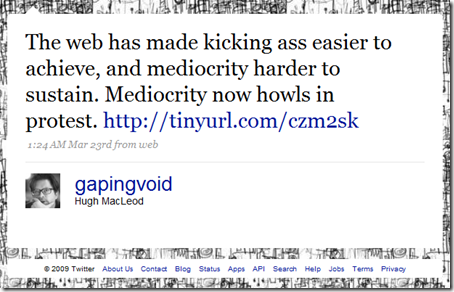 The web has made kicking ass easier to
achieve, and mediocrity harder to
sustain. Mediocrity now howls in
protest. http://tinyurl.com/czm2sk
1:24 AM Mar 23rd from web
gapingvoid
Hugh MacLeod
© 2009 Twitter About Us Contact Blog Status Apps API Search Help Jobs Terms Privacy